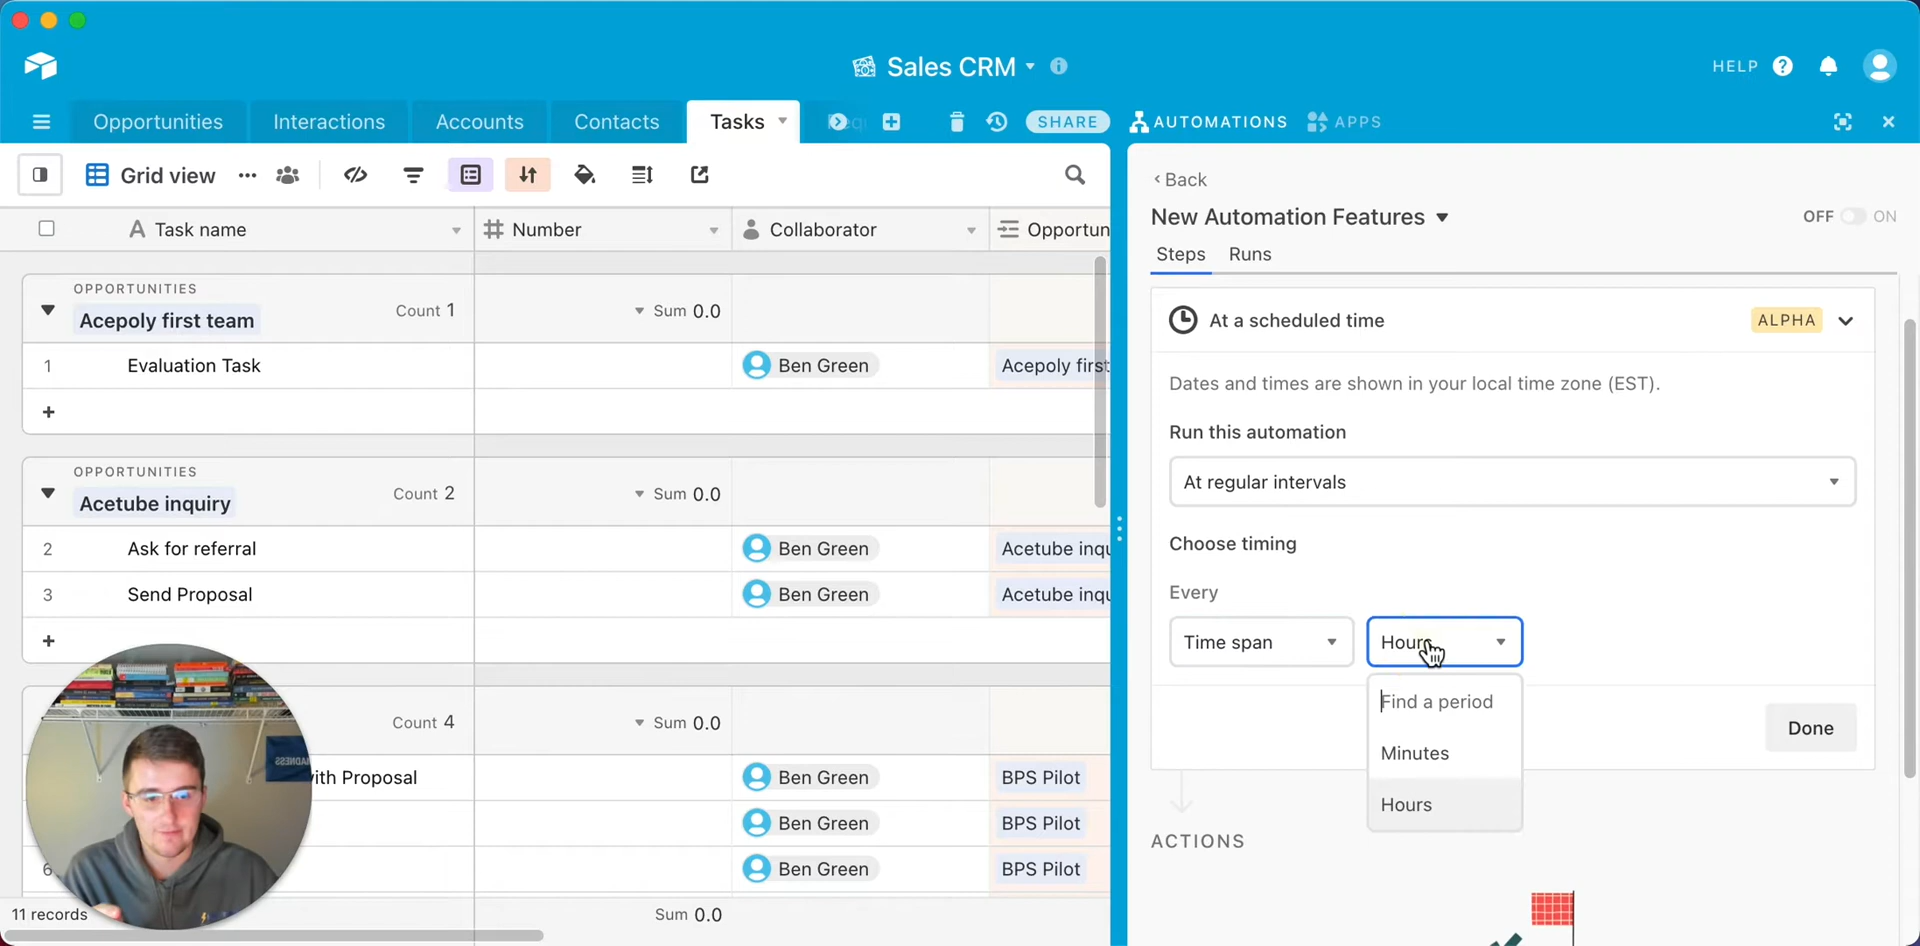 Sales CRM
HELP
Opportunities
Interactions
Accounts
Contacts
Tasks
SHARE
AUTOMATIONS
APPS
Grid view
Task name
Number
Collaborator
Opportun
OPPORTUNITIES
Acepoly first team
Count 1
Sum 0.0
1
Evaluation Task
Ben Green
Acepoly first
+
OPPORTUNITIES
Acetube inquiry
Count 2
Sum 0.0
2
Ask for referral
Ben Green
Acetube inqu
3
Send Proposal
Ben Green
Acetube inqu
+
Count 4
Sum 0.0
with Proposal
Ben Green
BPS Pilot
Ben Green
BPS Pilot
6
Ben Green
BPS Pilot
11 records
Sum 0.0
Back
New Automation Features
OFF
ON
Steps
Runs
At a scheduled time
ALPHA
Dates and times are shown in your local time zone (EST).
Run this automation
At regular intervals
Choose timing
Every
Time span
Hours
Find a period
Minutes
Hours
Done
ACTIONS